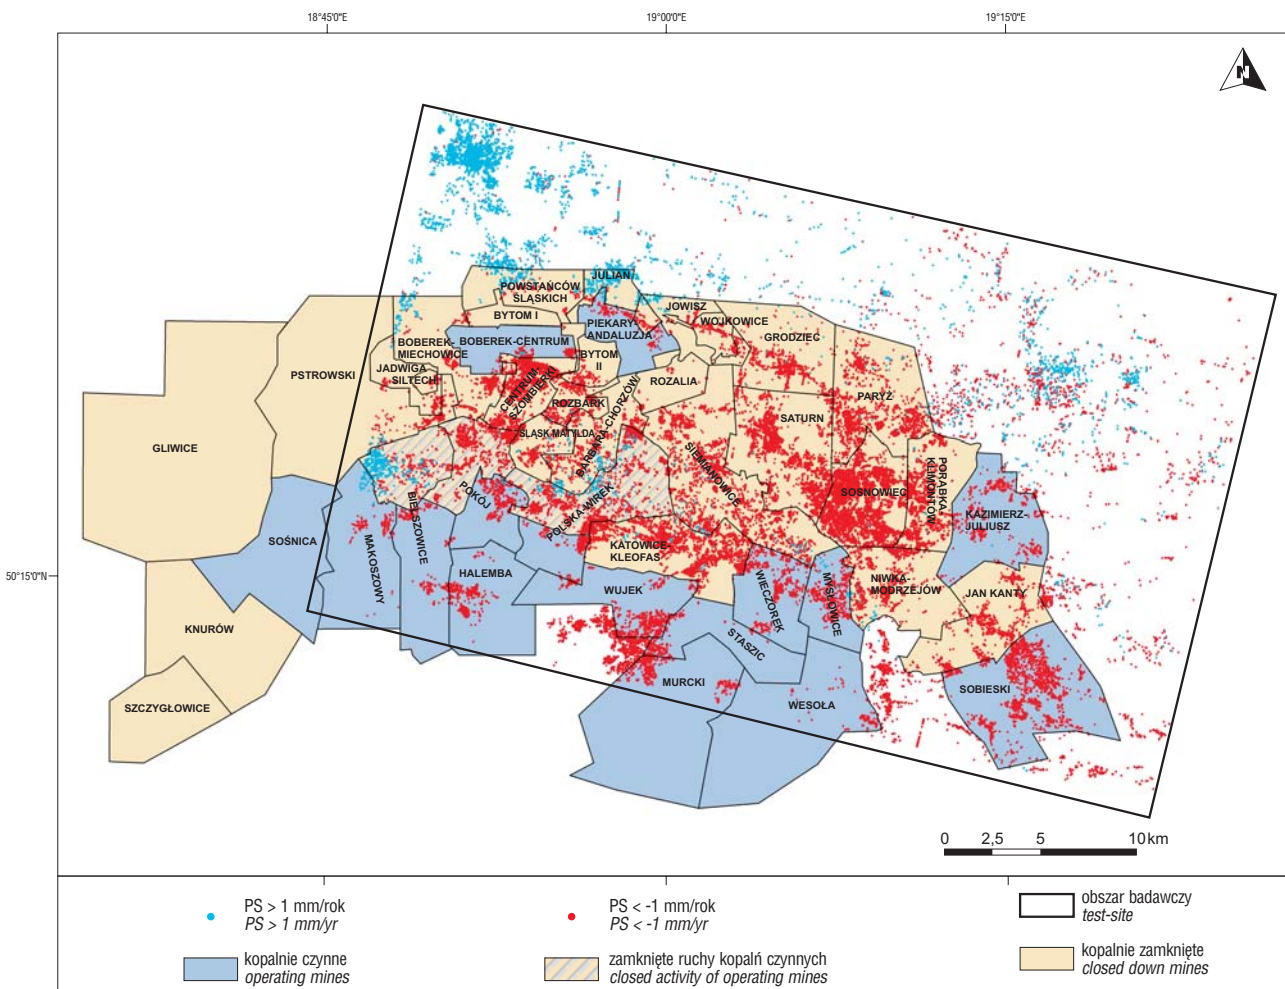 18°45'0"E
19°00'0"E
19°15'0"E
N
50°15'0"N
JULIAN
POWSTAŃCÓW
ŚLĄSKICH
BYTOM I
JOWISZ
WOJKOWICE
PIEKARY-
ANDALUZJA
GRODZIEC
BOBEREK-
MIECHOWICE
BOBEREK-CENTRUM
BYTOM
II
JADWIGA
SILTECH
PSTROWSKI
ROZALIA
CENTRUM-
SZOMBIERKI
ROZBARK
PARYŻ
SATURN
ŚLĄSK MATYLDA
BARBARA-CHORZÓW
GLIWICE
SIEMIANOWICE
PORĄBKA-
KLIMONTÓW
SOSNOWIEC
POKÓJ
POLSKA-WIREK
BIELSZOWICE
KAZIMIERZ-
JULIUSZ
SOŚNICA
MAKOSZOWY
KATOWICE-
KLEOFAS
HALEMBA
WUJEK
WIECZOREK
MYSŁOWICE
NIWKA-
MODRZEJÓW
JAN KANTY
KNURÓW
STASZIC
MURCKI
SOBIESKI
WESOŁA
SZCZYGŁOWICE
0 2,5 5 10 km
PS > 1 mm/rok
PS > 1 mm/yr
PS < -1 mm/rok
PS < -1 mm/yr
obszar badawczy
test-site
kopalnie czynne
operating mines
zamknięte ruchy kopalń czynnych
closed activity of operating mines
kopalnie zamknięte
closed down mines